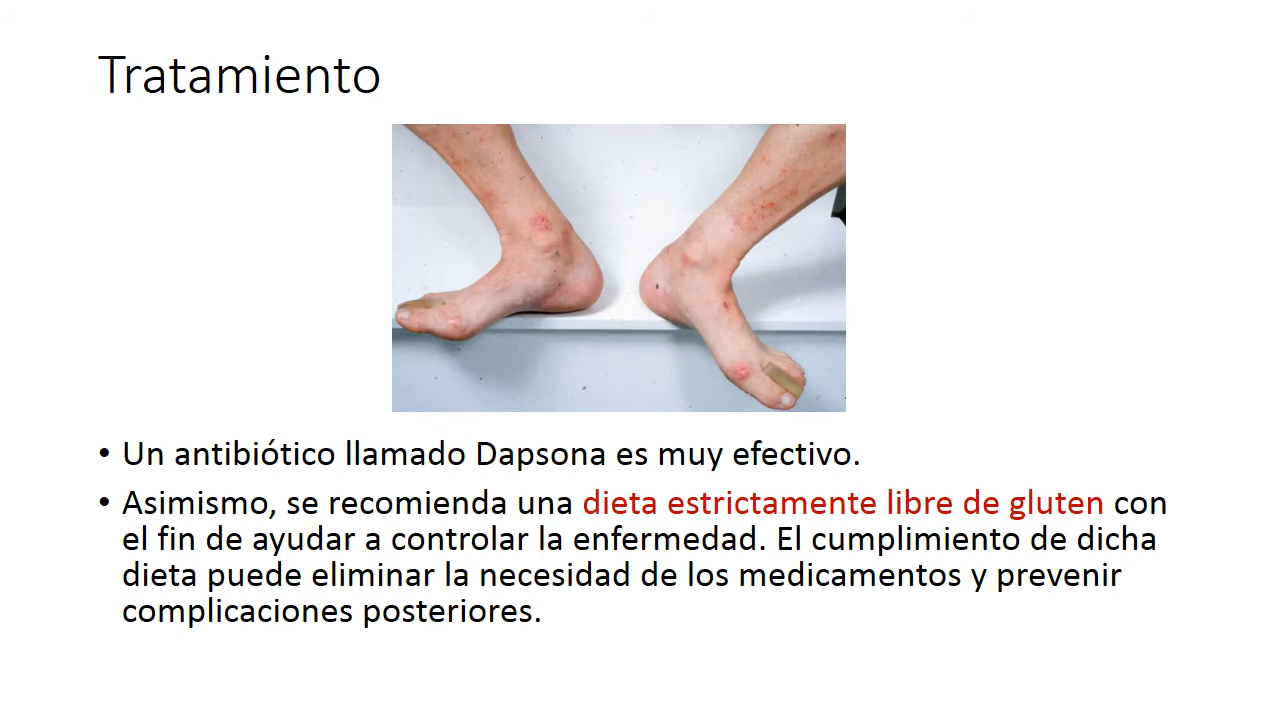 Tratamiento
• Un antibiótico llamado Dapsona es muy efectivo.
• Asimismo, se recomienda una dieta estrictamente libre de gluten con
el fin de ayudar a controlar la enfermedad. El cumplimiento de dicha
dieta puede eliminar la necesidad de los medicamentos y prevenir
complicaciones posteriores.